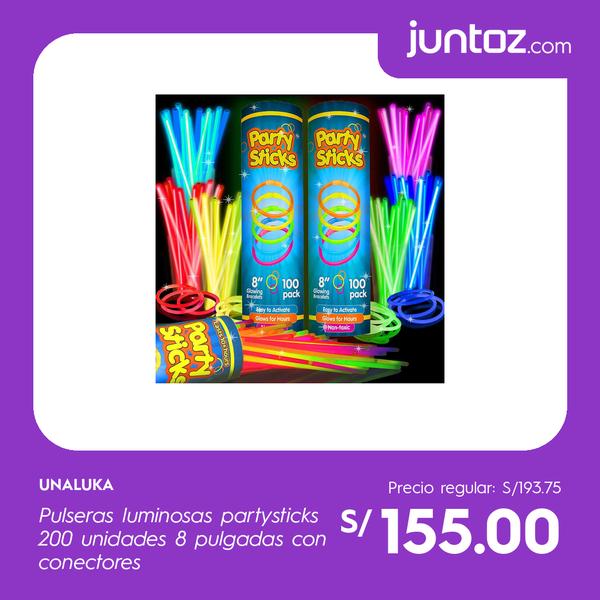 juntoz.com
Party
Sticks
8"
Glowing
Bracelets
100
pack
Easy to Activate
Glows for Hours
Party
Sticks
8"
Glowing
Bracelets
100
pack
Easy to Activate
Glows for Hours
Non-toxic
Party
Sticks
UNALUKA
Pulseras luminosas partysticks
200 unidades 8 pulgadas con
conectores
Precio regular: S/193.75
S/155.00